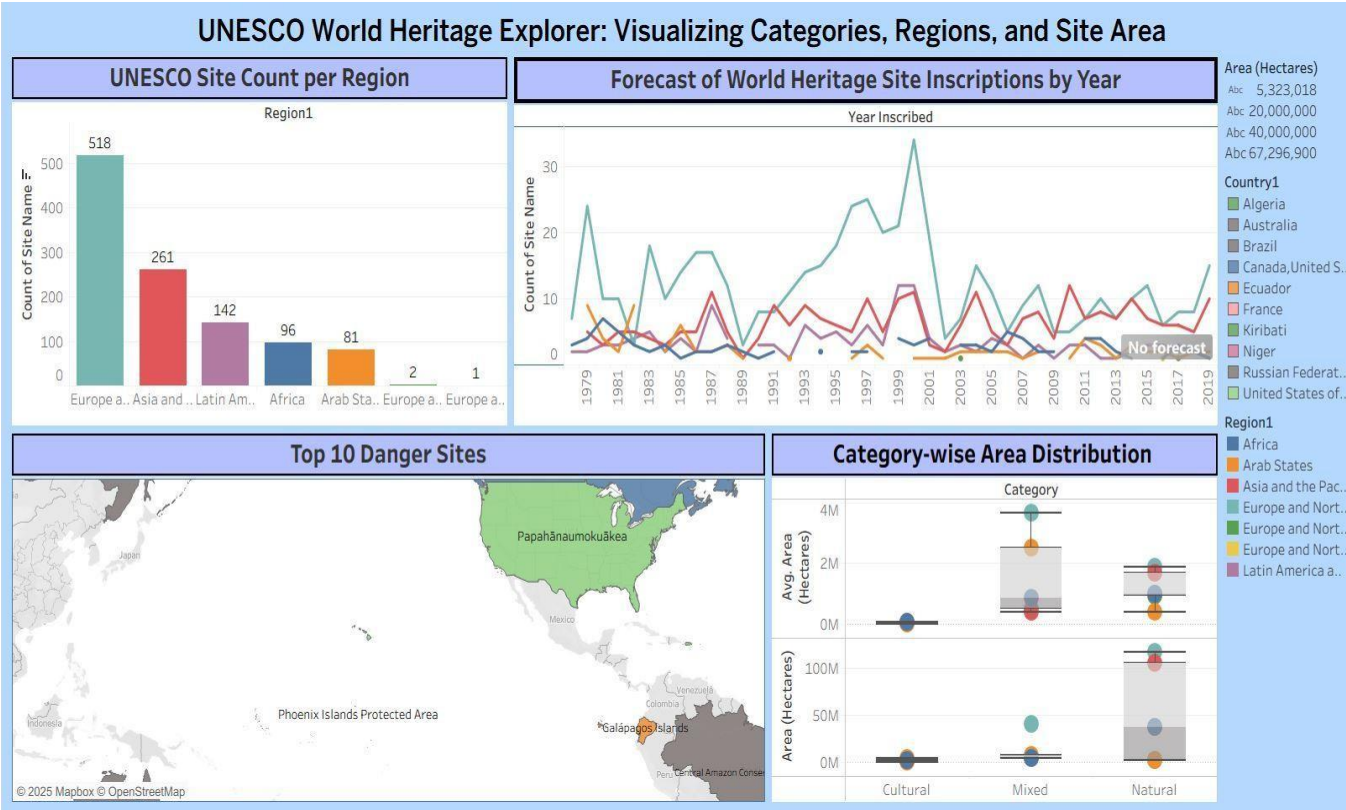 UNESCO World Heritage Explorer: Visualizing Categories, Regions, and Site Area
UNESCO Site Count per Region
Region1
Count of Site Name
500
400
300
200
100
0
518
261
142
96
81
2
1
Europe a..
Asia and ..
Latin Am..
Africa
Arab Sta..
Europe a..
Europe a..
Forecast of World Heritage Site Inscriptions by Year
Year Inscribed
Count of Site Name
30
20
10
0
No forecast
1979
1981
1983
1985
1987
1989
1991
1993
1995
1997
1999
2001
2003
2005
2007
2009
2011
2013
2015
2017
2019
Area (Hectares)
Abc 5,323,018
Abc 20,000,000
Abc 40,000,000
Abc 67,296,900
Country1
Algeria
Australia
Brazil
Canada,United S..
Ecuador
France
Kiribati
Niger
Russian Federat..
United States of..
Region1
Africa
Arab States
Asia and the Pac..
Europe and Nort..
Europe and Nort..
Europe and Nort..
Latin America a..
Top 10 Danger Sites
Japan
Papahānaumokuākea
Mexico
Venezuela
Colombia
Phoenix Islands Protected Area
Galápagos Islands
Indonesia
Peru
Central Amazon Conse
© 2025 Mapbox © OpenStreetMap
Category-wise Area Distribution
Category
Avg. Area
(Hectares)
4M
2M
0M
Area (Hectares)
100M
50M
0M
Cultural
Mixed
Natural